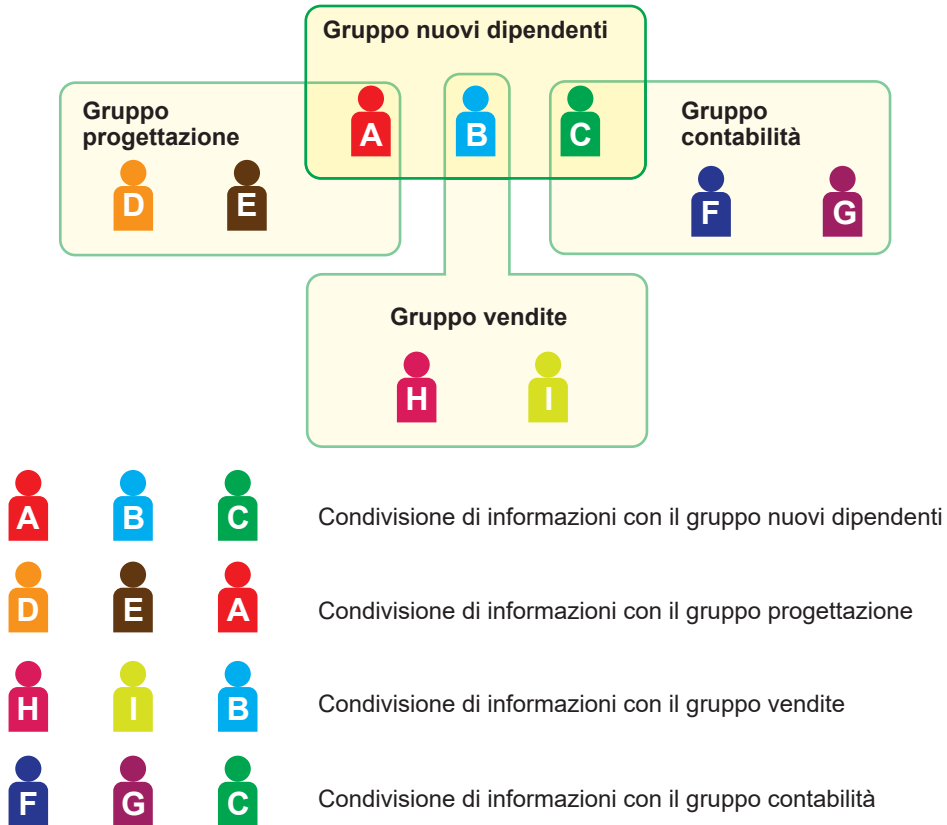 Gruppo nuovi dipendenti
Gruppo
progettazione
A
B
C
Gruppo
contabilità
D
E
F
G
Gruppo vendite
H
I
A B C Condivisione di informazioni con il gruppo nuovi dipendenti
D E A Condivisione di informazioni con il gruppo progettazione
H I B Condivisione di informazioni con il gruppo vendite
F G C Condivisione di informazioni con il gruppo contabilità